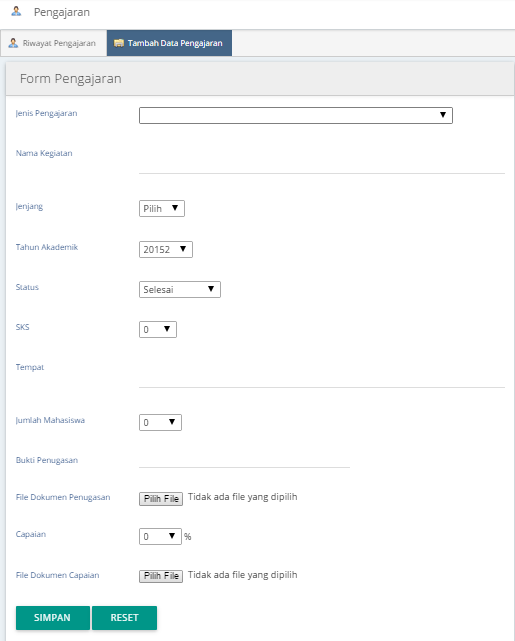 Pengajaran
Riwayat Pengajaran
Tambah Data Pengajaran
Form Pengajaran
Jenis Pengajaran
Nama Kegiatan
Jenjang
Pilih
Tahun Akademik
20152
Status
Selesai
SKS
0
Tempat
Jumlah Mahasiswa
0
Bukti Penugasan
File Dokumen Penugasan
Pilih File Tidak ada file yang dipilih
Capaian
0 %
File Dokumen Capaian
Pilih File Tidak ada file yang dipilih
SIMPAN
RESET